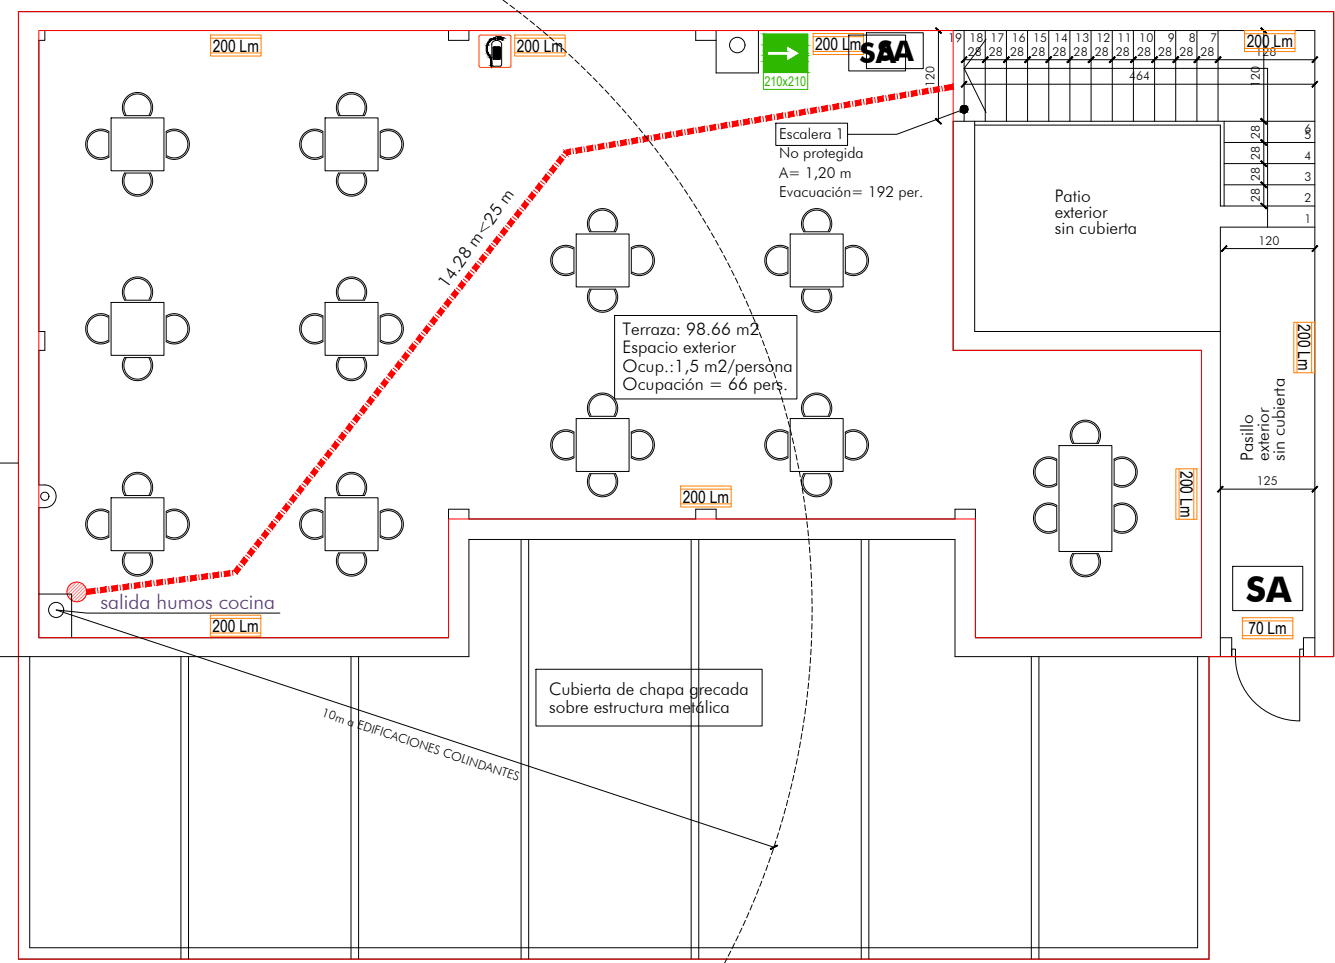 200 Lm
200 Lm
210x210
200 Lm
SA
SA
19 18 17 16 15 14 13 12 11 10 9 8 7
28 28 28 28 28 28 28 28 28 28 28 28
200 Lm
128
120
464
120
Escalera 1
No protegida
A= 1,20 m
Evacuación= 192 per.
6
5
4
3
2
1
28
28
28
28
Patio
exterior
sin cubierta
120
14.28 m<25 m
Terraza: 98.66 m2
Espacio exterior
Ocup.:1,5 m2/persona
Ocupación = 66 pers.
200 Lm
Pasillo
exterior
sin cubierta
125
200 Lm
200 Lm
SA
70 Lm
salida humos cocina
200 Lm
Cubierta de chapa grecada
sobre estructura metálica
10m a EDIFICACIONES COLINDANTES